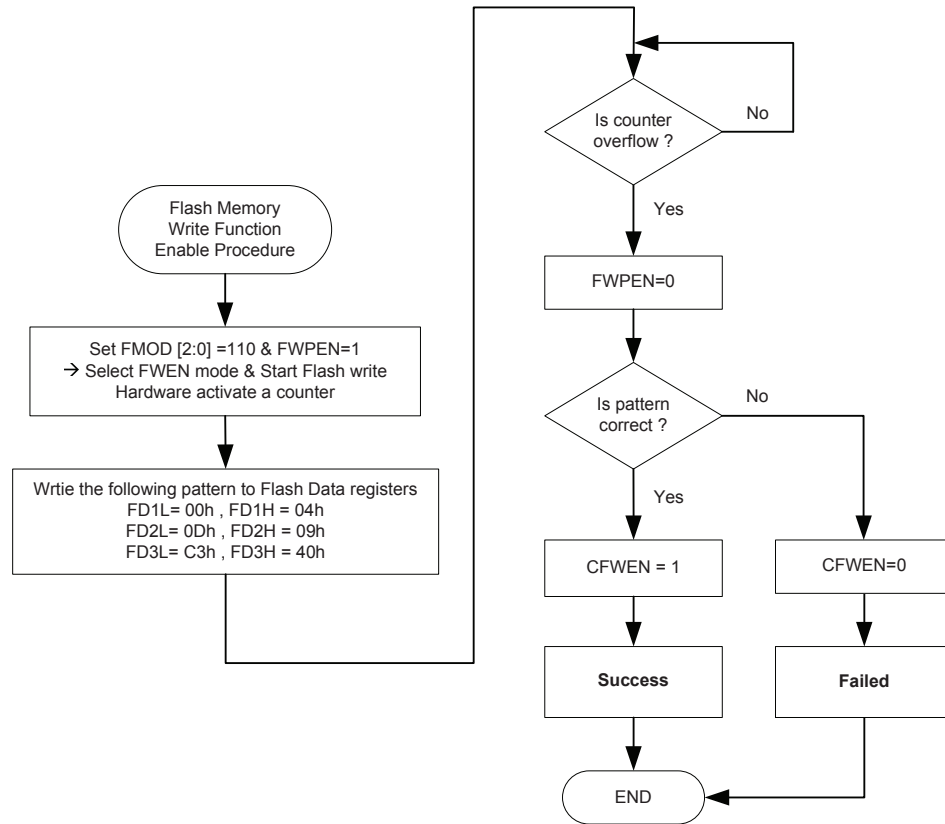 Flash Memory
Write Function
Enable Procedure
Set FMOD [2:0] =110 & FWPEN=1
→ Select FWEN mode & Start Flash write
Hardware activate a counter
Wrtie the following pattern to Flash Data registers
FD1L= 00h , FD1H = 04h
FD2L= 0Dh , FD2H = 09h
FD3L= C3h , FD3H = 40h
Is counter
overflow ?
No
Yes
FWPEN=0
Is pattern
correct ?
No
Yes
CFWEN = 1
CFWEN=0
Success
Failed
END